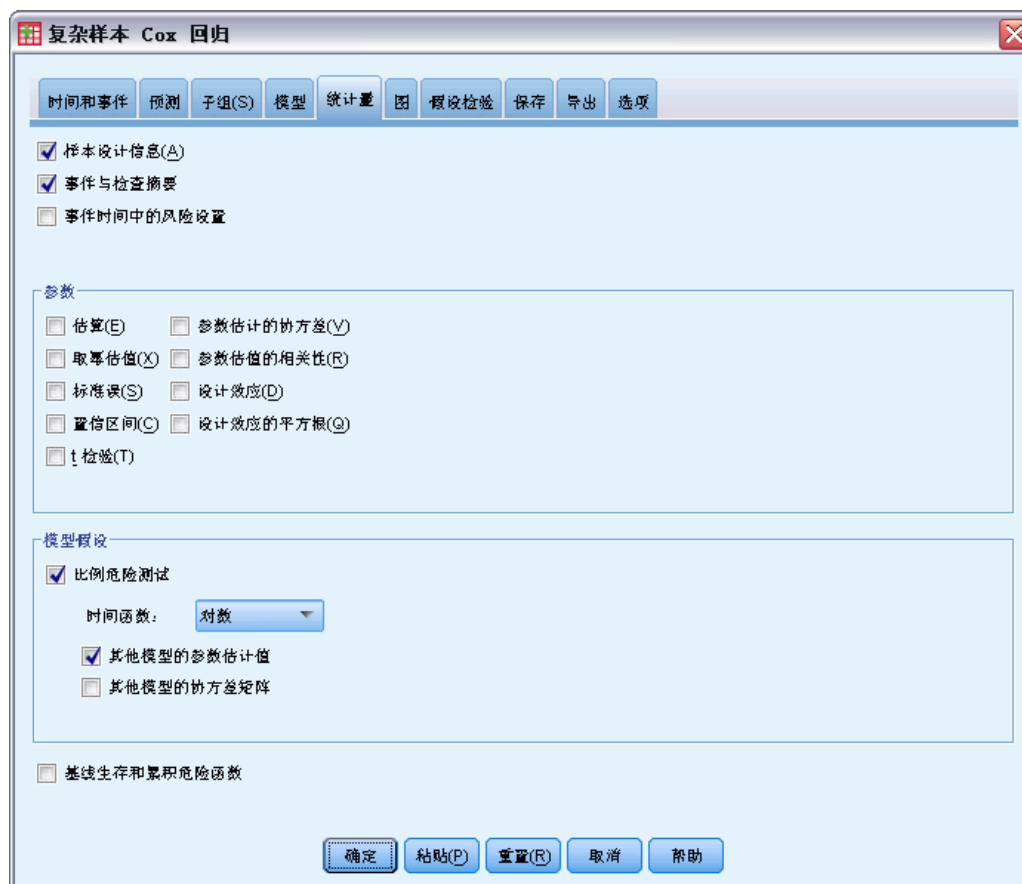 复杂样本 Cox 回归
时间和事件 预测 子组(S) 模型 统计量 图 假设检验 保存 导出 选项
样本设计信息(A)
事件与检查摘要
事件时间中的风险设置
参数
估算(E) 参数估计的协方差(V)
取幂估值(X) 参数估值的相关性(R)
标准误(S) 设计效应(D)
置信区间(C) 设计效应的平方根(Q)
t 检验(T)
模型假设
比例危险测试
时间函数: 对数
其他模型的参数估计值
其他模型的协方差矩阵
基线生存和累积危险函数
确定 粘贴(P) 重置(R) 取消 帮助